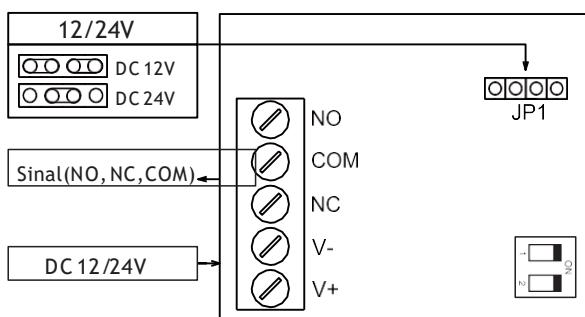 12/24V
DC 12V
DC 24V
JP1
NO
COM
Sinal(NO, NC,COM)
NC
V-
DC 12/24V
V+
1
2
ON